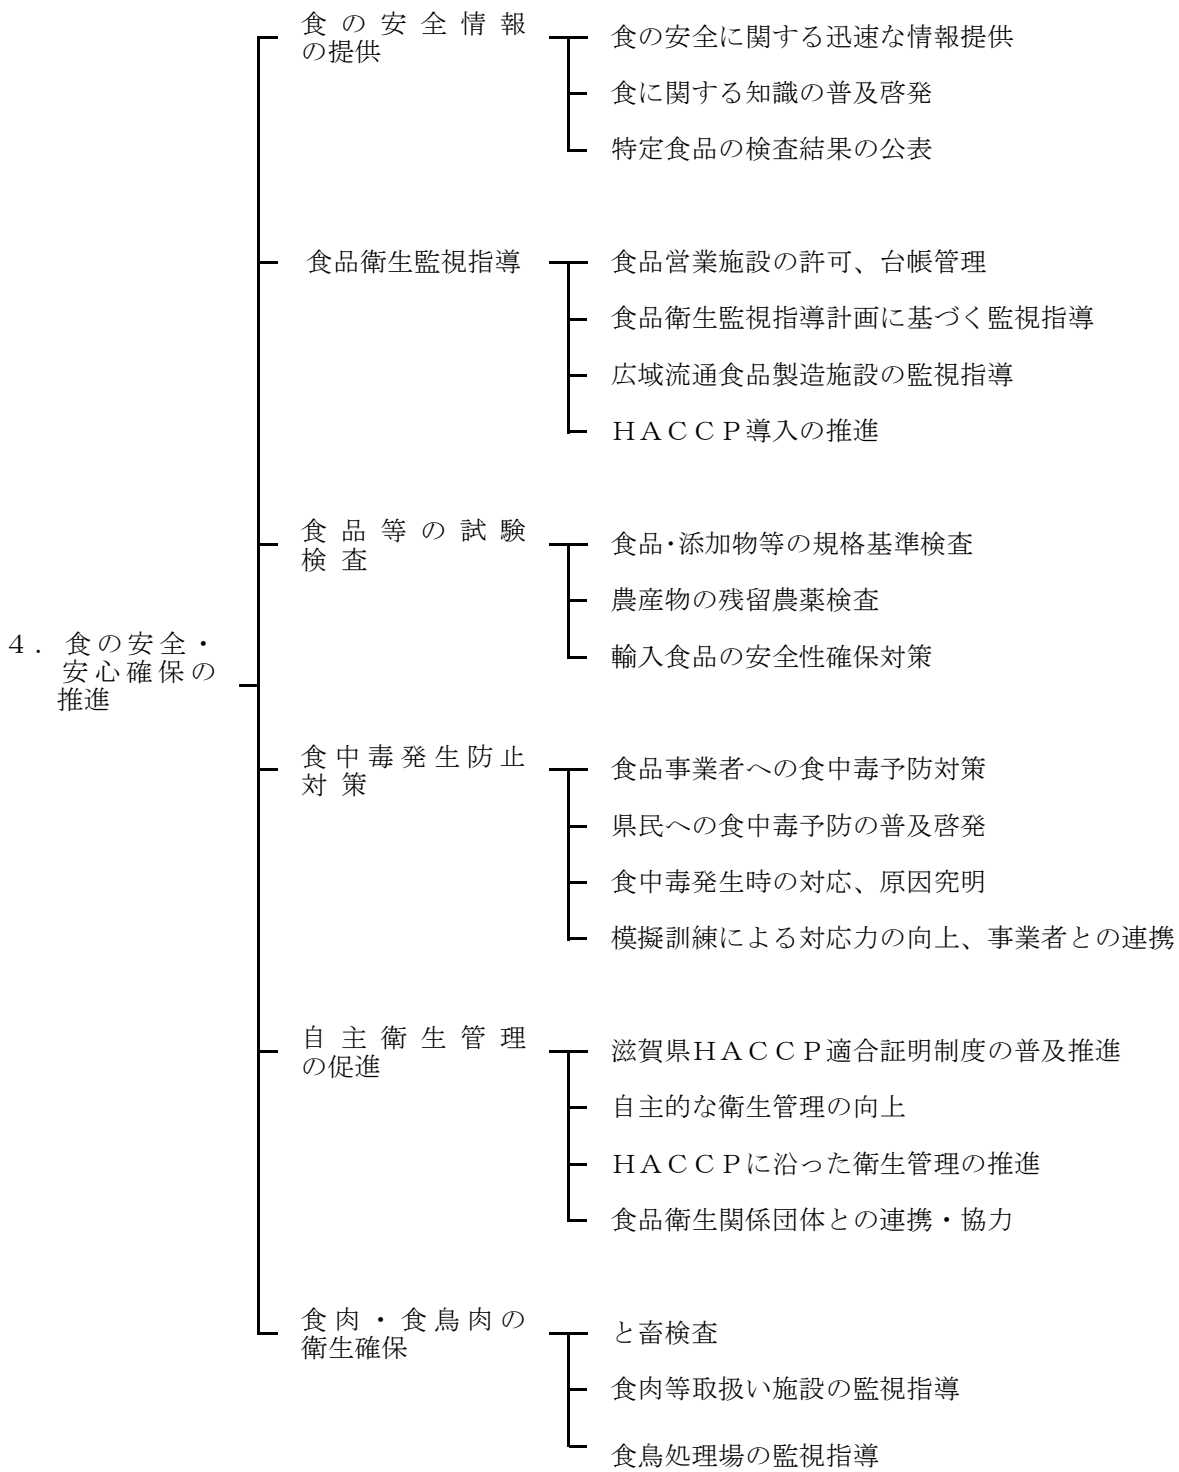 4．食の安全・
安心確保の
推進
食の安全情報
の提供
食の安全に関する迅速な情報提供
食に関する知識の普及啓発
特定食品の検査結果の公表
食品衛生監視指導
食品営業施設の許可、台帳管理
食品衛生監視指導計画に基づく監視指導
広域流通食品製造施設の監視指導
ＨＡＣＣＰ導入の推進
食品等の試験
検査
食品・添加物等の規格基準検査
農産物の残留農薬検査
輸入食品の安全性確保対策
食中毒発生防止
対策
食品事業者への食中毒予防対策
県民への食中毒予防の普及啓発
食中毒発生時の対応、原因究明
模擬訓練による対応力の向上、事業者との連携
自主衛生管理
の促進
滋賀県ＨＡＣＣＰ適合証明制度の普及推進
自主的な衛生管理の向上
ＨＡＣＣＰに沿った衛生管理の推進
食品衛生関係団体との連携・協力
食肉・食鳥肉の
衛生確保
と畜検査
食肉等取扱い施設の監視指導
食鳥処理場の監視指導